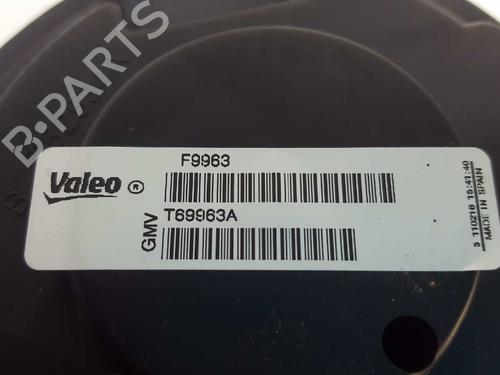 B-PARTS
F9963
Valeo ®
T69963A
GMV
3 110216 15:41:40
MADE IN SPAIN